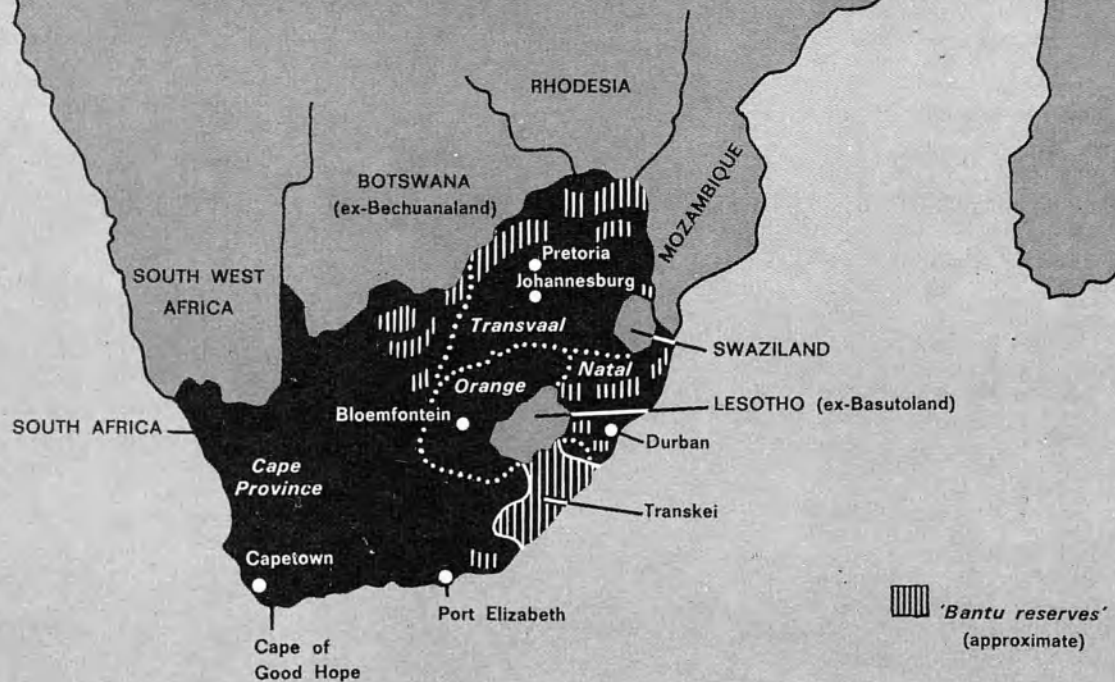 RHODESIA
BOTSWANA
(ex-Bechuanaland)
MOZAMBIQUE
SOUTH WEST
AFRICA
Pretoria
Johannesburg
Transvaal
SWAZILAND
Natal
Orange
LESOTHO (ex-Basutoland)
Bloemfontein
SOUTH AFRICA
Durban
Cape
Province
Transkei
Capetown
Port Elizabeth
'Bantu reserves'
(approximate)
Cape of
Good Hope